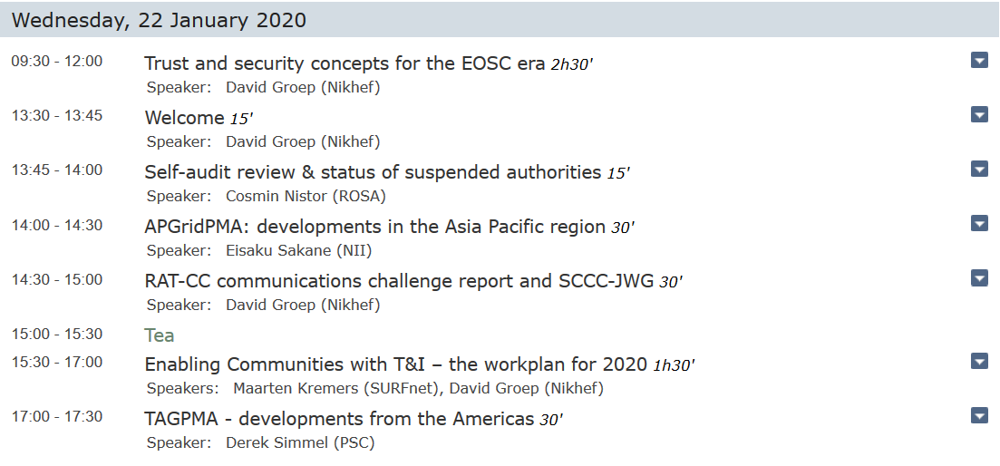 Wednesday, 22 January 2020
09:30 - 12:00 Trust and security concepts for the EOSC era 2h30'
Speaker: David Groep (Nikhef)
13:30 - 13:45 Welcome 15'
Speaker: David Groep (Nikhef)
13:45 - 14:00 Self-audit review & status of suspended authorities 15'
Speaker: Cosmin Nistor (ROSA)
14:00 - 14:30 APGridPMA: developments in the Asia Pacific region 30'
Speaker: Eisaku Sakane (NII)
14:30 - 15:00 RAT-CC communications challenge report and SCCC-JWG 30'
Speaker: David Groep (Nikhef)
15:00 - 15:30 Tea
15:30 - 17:00 Enabling Communities with T&I – the workplan for 2020 1h30'
Speakers: Maarten Kremers (SURFnet), David Groep (Nikhef)
17:00 - 17:30 TAGPMA - developments from the Americas 30'
Speaker: Derek Simmel (PSC)